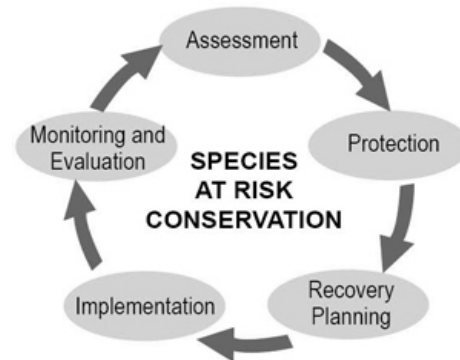 Assessment
Protection
Recovery
Planning
Implementation
Monitoring and
Evaluation
SPECIES
AT RISK
CONSERVATION